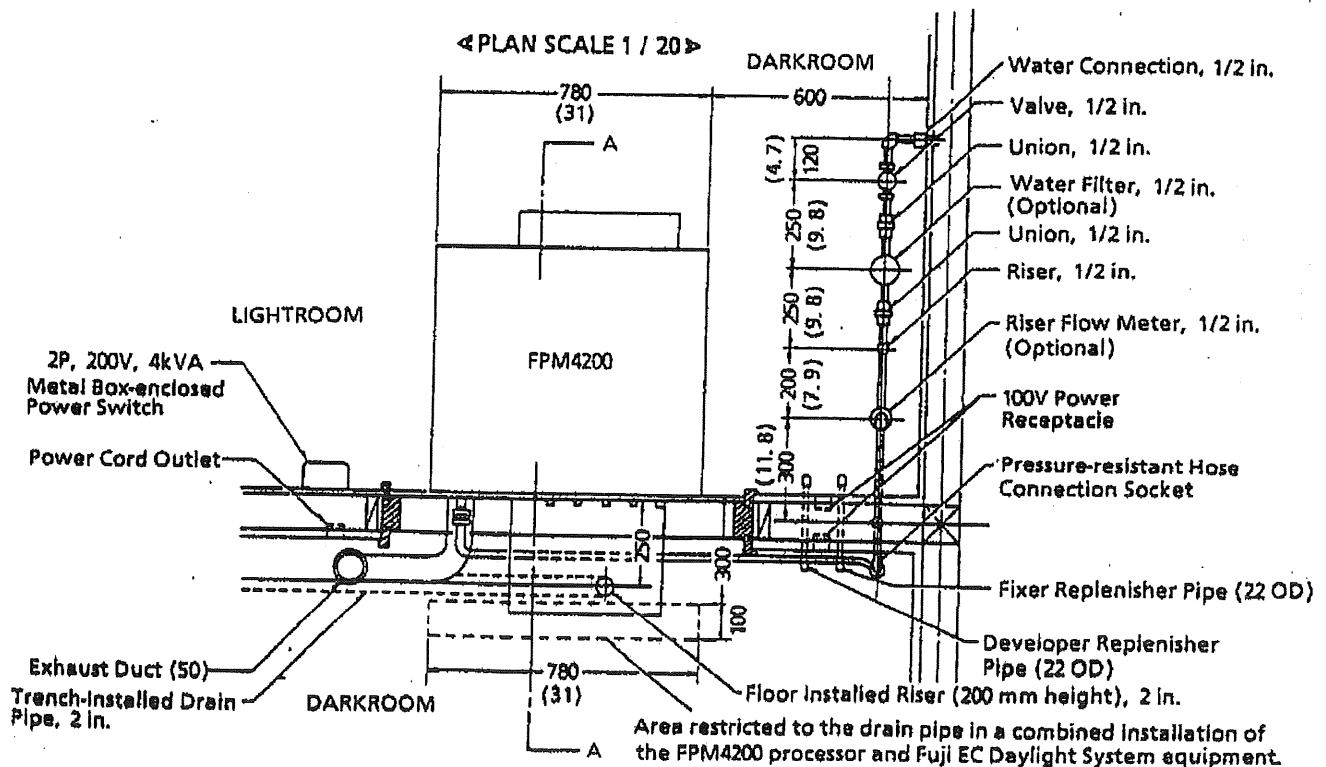 ◁ PLAN SCALE 1 / 20 ▷
DARKROOM
780
(31)
600
A
Water Connection, 1/2 in.
Valve, 1/2 in.
Union, 1/2 in.
Water Filter, 1/2 in.
(Optional)
Union, 1/2 in.
Riser, 1/2 in.
Riser Flow Meter, 1/2 in.
(Optional)
100V Power
Receptacle
Pressure-resistant Hose
Connection Socket
120
(4.7)
250
(9.8)
250
(9.8)
200
(7.9)
300
(11.8)
LIGHTROOM
FPM4200
2P, 200V, 4kVA
Metal Box-enclosed
Power Switch
Power Cord Outlet
250
300
100
Fixer Replenisher Pipe (22 OD)
Developer Replenisher
Pipe (22 OD)
Exhaust Duct (50)
Trench-Installed Drain
Pipe, 2 in.
DARKROOM
780
(31)
Floor Installed Riser (200 mm height), 2 in.
A
Area restricted to the drain pipe in a combined installation of
the FPM4200 processor and Fuji EC Daylight System equipment.